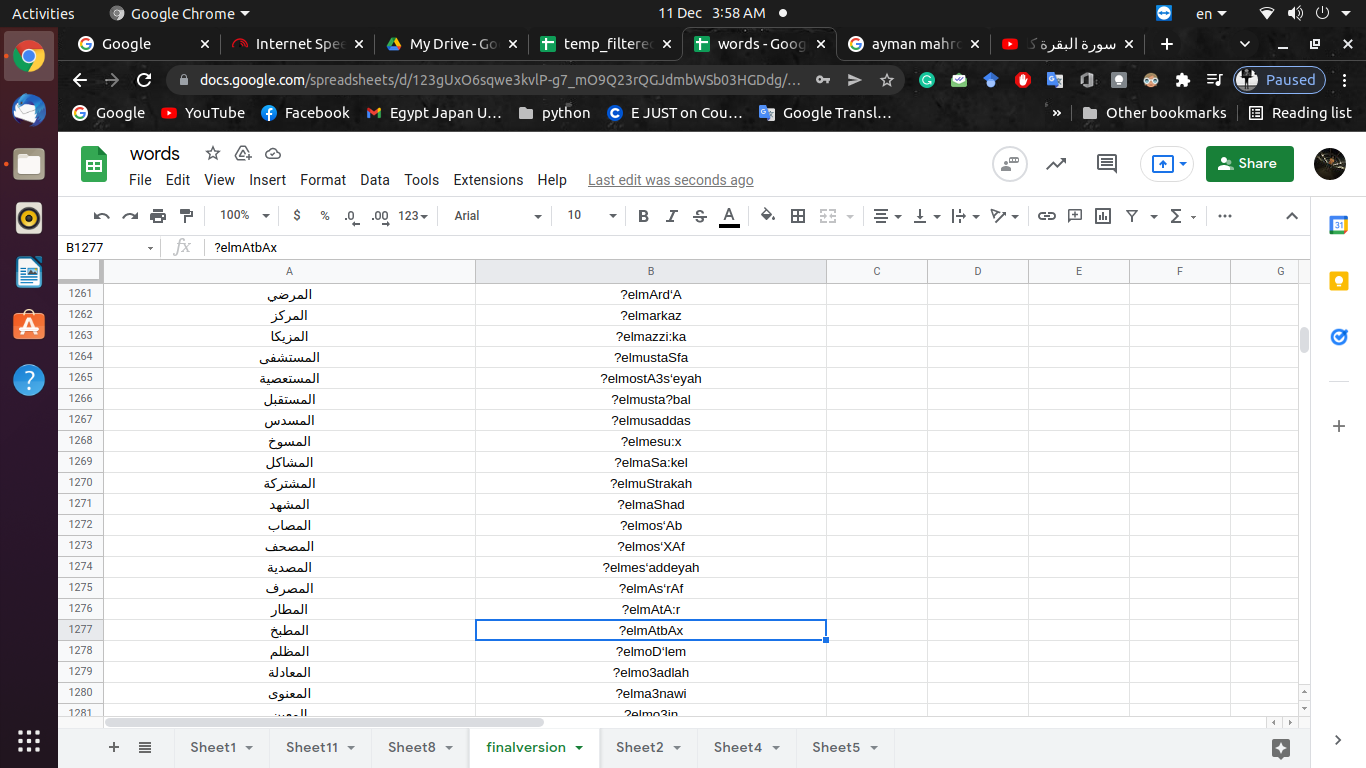 Activities Google Chrome 11 Dec 3:58 AM en
Google Internet Spee My Drive - Go temp_filtere words - Goog ayman mahr سورة البقرة ك
docs.google.com/spreadsheets/d/123gUxO6sqwe3kvlP-g7_mO9Q23rQGJdmbWSb03HGDdg/... Paused
Google YouTube Facebook Egypt Japan U... python E JUST on Cou... Google Transl... » Other bookmarks Reading list
words
File Edit View Insert Format Data Tools Extensions Help Last edit was seconds ago
Share
100% $ % .0 .00 123 Arial 10 B I S A
B1277 fx ?elmAtbAx
A B C D E F G
1261 المرضي ?elmArd‘A
1262 المركز ?elmarkaz
1263 المزيكا ?elmazzi:ka
1264 المستشفى ?elmustaSfa
1265 المستعصية ?elmostA3s‘eyah
1266 المستقبل ?elmusta?bal
1267 المسدس ?elmusaddas
1268 المسوخ ?elmesu:x
1269 المشاكل ?elmaSa:kel
1270 المشتركة ?elmuStrakah
1271 المشهد ?elmaShad
1272 المصاب ?elmos‘Ab
1273 المصحف ?elmos‘XAf
1274 المصدية ?elmes‘addeyah
1275 المصرف ?elmAs‘rAf
1276 المطار ?elmAtA:r
1277 المطبخ ?elmAtbAx
1278 المظلم ?elmoD‘lem
1279 المعادلة ?elmo3adlah
1280 المعنوى ?elma3nawi
1281 ?elmo3in
Sheet1 Sheet11 Sheet8 finalversion Sheet2 Sheet4 Sheet5
31